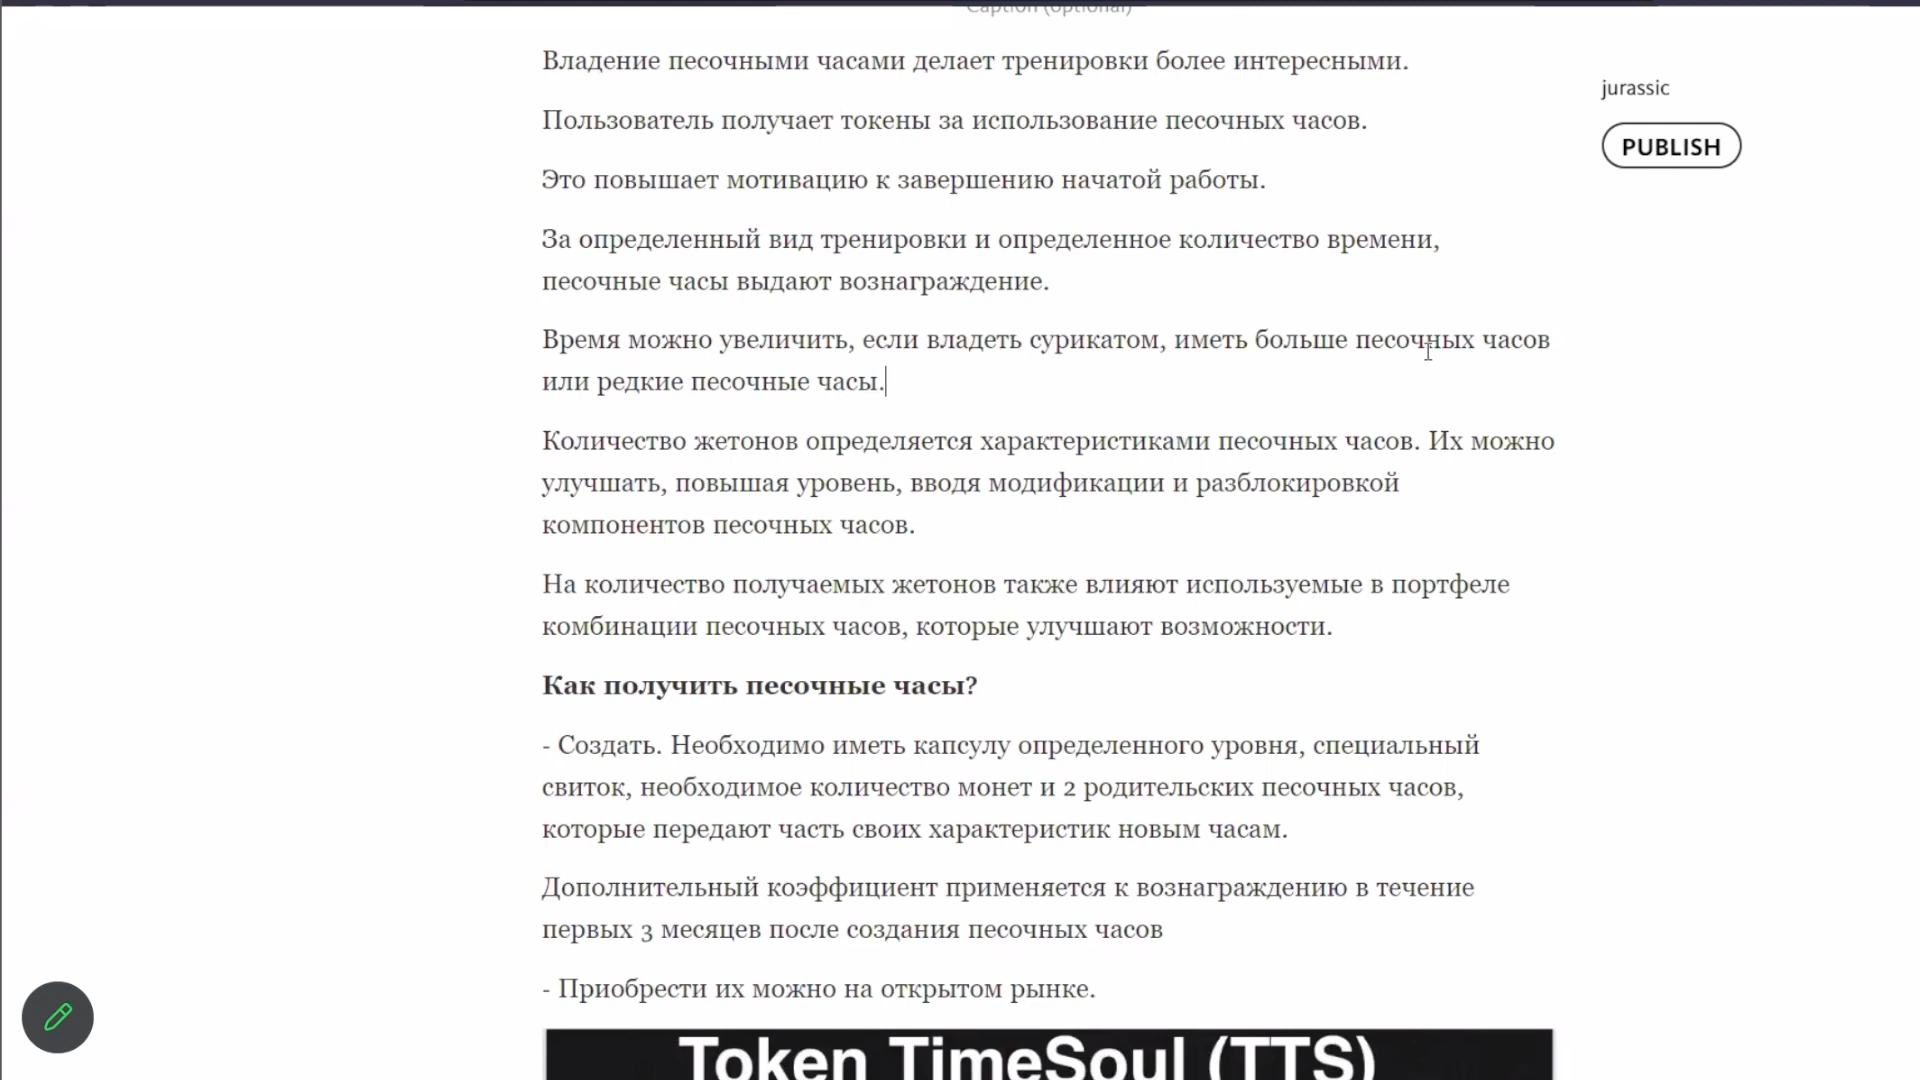 Caption (optional)
Владение песочными часами делает тренировки более интересными.
jurassic
Пользователь получает токены за использование песочных часов.
PUBLISH
Это повышает мотивацию к завершению начатой работы.
За определенный вид тренировки и определенное количество времени,
песочные часы выдают вознаграждение.
Время можно увеличить, если владеть сурикатом, иметь больше песочных часов
или редкие песочные часы.
Количество жетонов определяется характеристиками песочных часов. Их можно
улучшать, повышая уровень, вводя модификации и разблокировкой
компонентов песочных часов.
На количество получаемых жетонов также влияют используемые в портфеле
комбинации песочных часов, которые улучшают возможности.
Как получить песочные часы?
- Создать. Необходимо иметь капсулу определенного уровня, специальный
свиток, необходимое количество монет и 2 родительских песочных часов,
которые передают часть своих характеристик новым часам.
Дополнительный коэффициент применяется к вознаграждению в течение
первых 3 месяцев после создания песочных часов
- Приобрести их можно на открытом рынке.
Token TimeSoul (TTS)